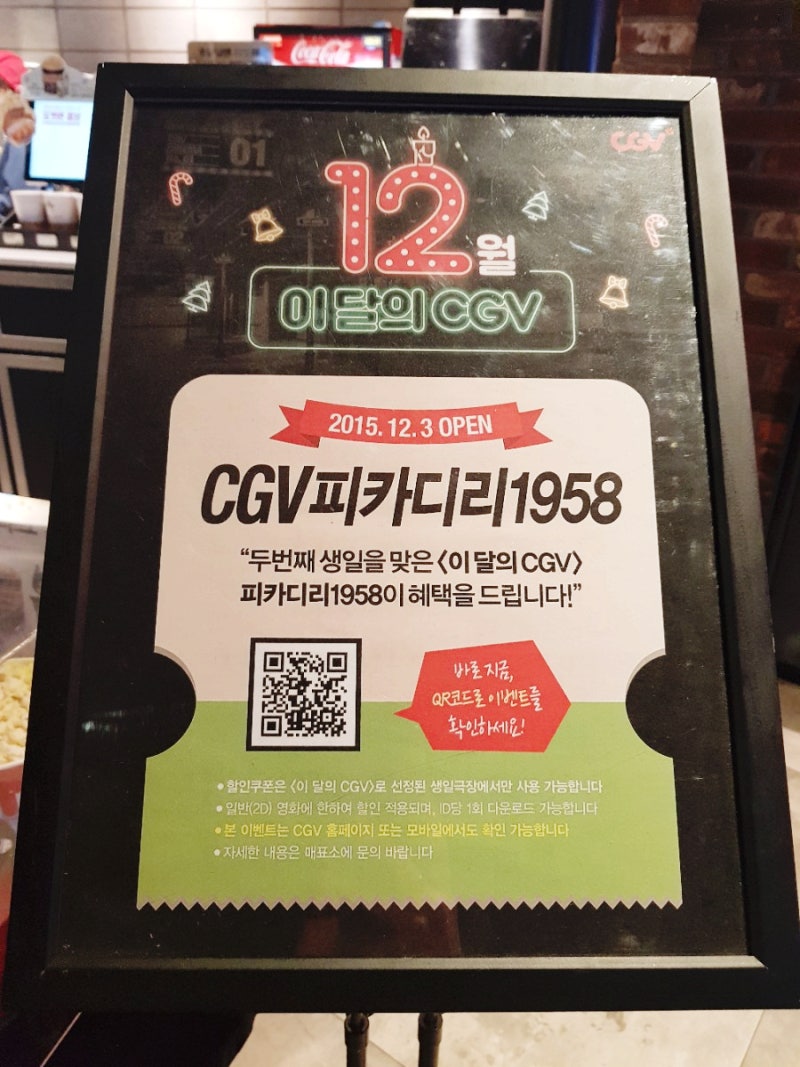 Coca-Cola
01
CGV
12월
이달의 CGV
2015.12.3 OPEN
CGV피카디리1958
“두번째 생일을 맞은 <이 달의 CGV>
피카디리1958이 혜택을 드립니다!”
바로 지금,
QR코드로 이벤트를
확인하세요!
• 할인쿠폰은 <이 달의 CGV>로 선정된 생일극장에서만 사용 가능합니다
• 일반(2D) 영화에 한하여 할인 적용되며, ID당 1회 다운로드 가능합니다
• 본 이벤트는 CGV 홈페이지 또는 모바일에서도 확인 가능합니다
• 자세한 내용은 매표소에 문의 바랍니다